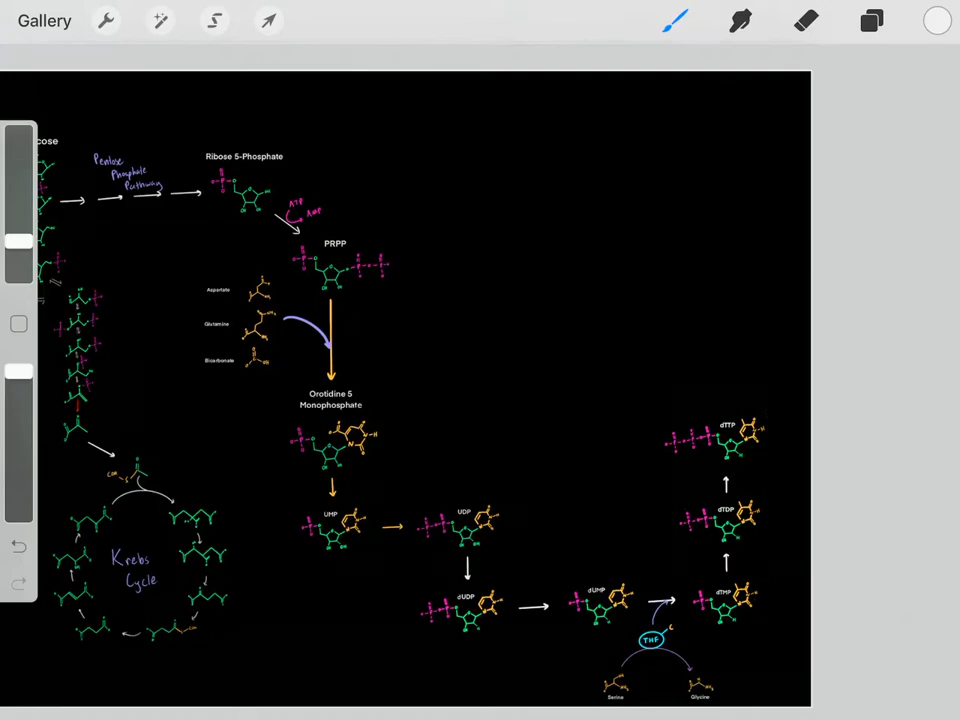 Gallery
cose
Pentose
Phosphate
Pathway
Ribose 5-Phosphate
ATP
AMP
PRPP
Aspartate
Glutamine
Bicarbonate
Orotidine 5
Monophosphate
UMP
UDP
dUDP
dUMP
dTMP
dTDP
dTTP
THF
C
Serine
Glycine
Krebs
Cycle